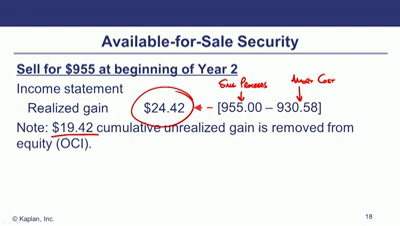 Available-for-Sale Security
Sell for $955 at beginning of Year 2
SALE PROCEEDS
AMORT COST
Income statement
Realized gain $24.42 ← – [955.00 – 930.58]
Note: $19.42 cumulative unrealized gain is removed from
equity (OCI).
© Kaplan, Inc.
18